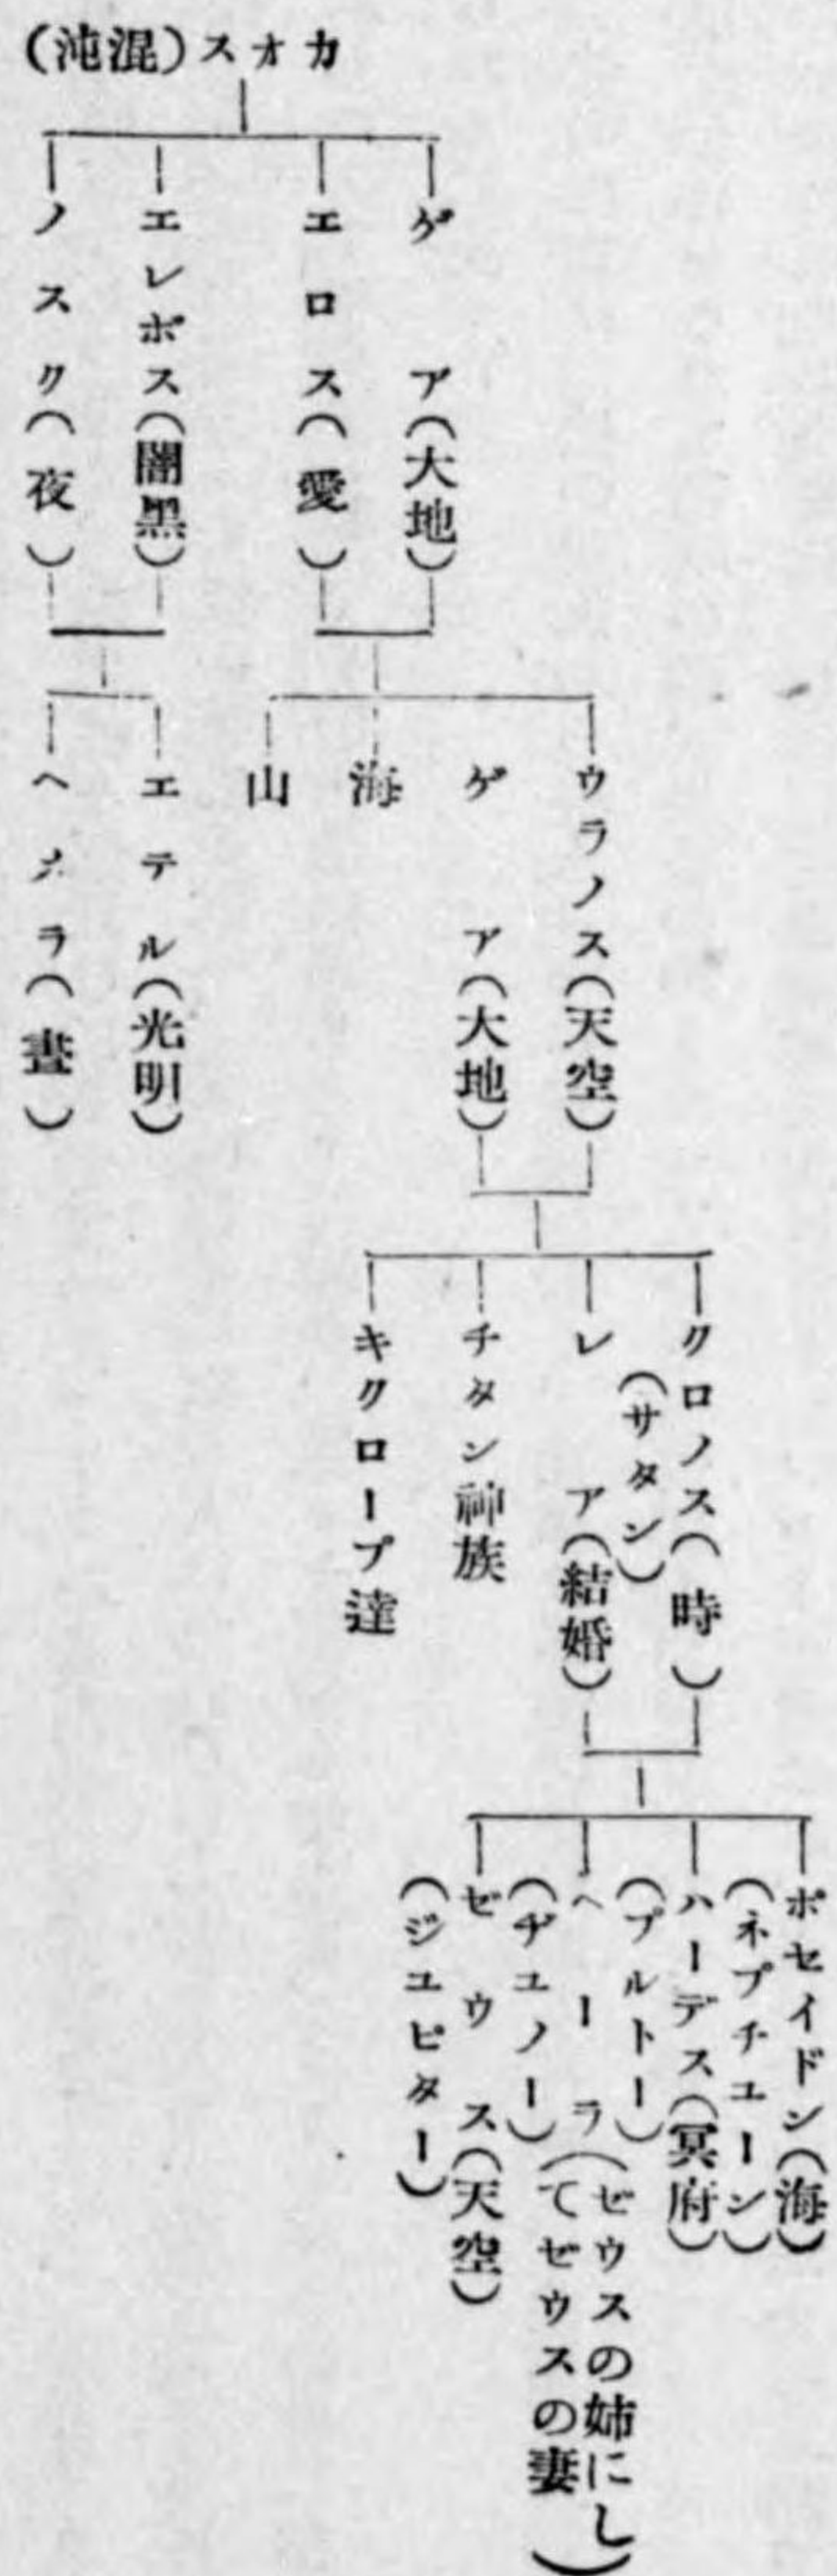 カオス(混沌)
ゲア(大地)
エロス(愛)
エレボス(闇黒)
ノスク(夜)
ウラノス(天空)
ゲア(大地)
海
山
エテル(光明)
ヘメラ(晝)
クロノス(時)
(サタン)
レア(結婚)
チタン神族
キクロープ達
ポセイドン(海)
(ネプチユーン)
ハーデス(冥府)
(プルトー)
ヘーラ(ゼウスの姉にし
てゼウスの妻)
(ヂユノー)
ゼウス(天空)
(ジユピター)